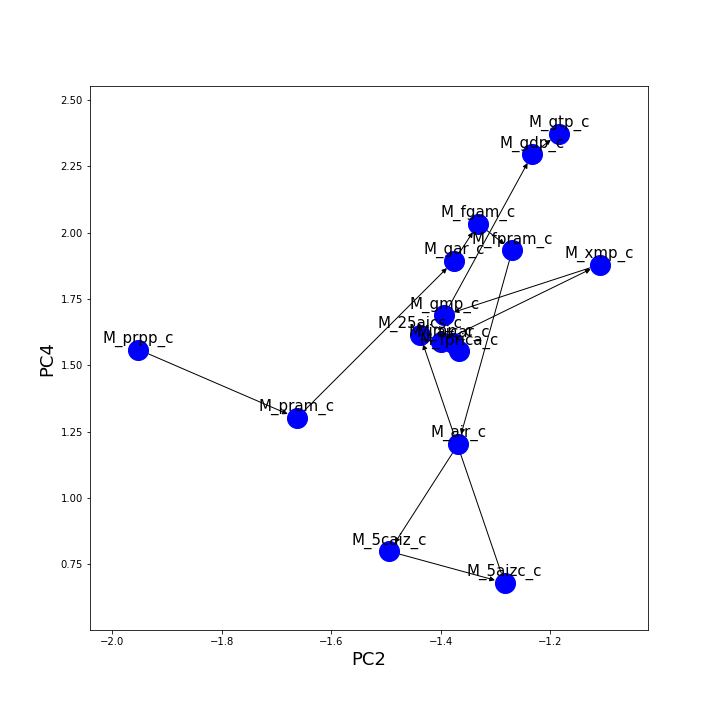 M_gtp_c
M_gdp_c
M_fgam_c
M_fpram_c
M_gar_c
M_xmp_c
M_gmp_c
M_25aics_c
M_fprica_c
M_prpp_c
M_pram_c
M_air_c
M_5caiz_c
M_5aizc_c
2.50
2.25
2.00
1.75
1.50
1.25
1.00
0.75
PC4
−2.0 −1.8 −1.6 −1.4 −1.2
PC2